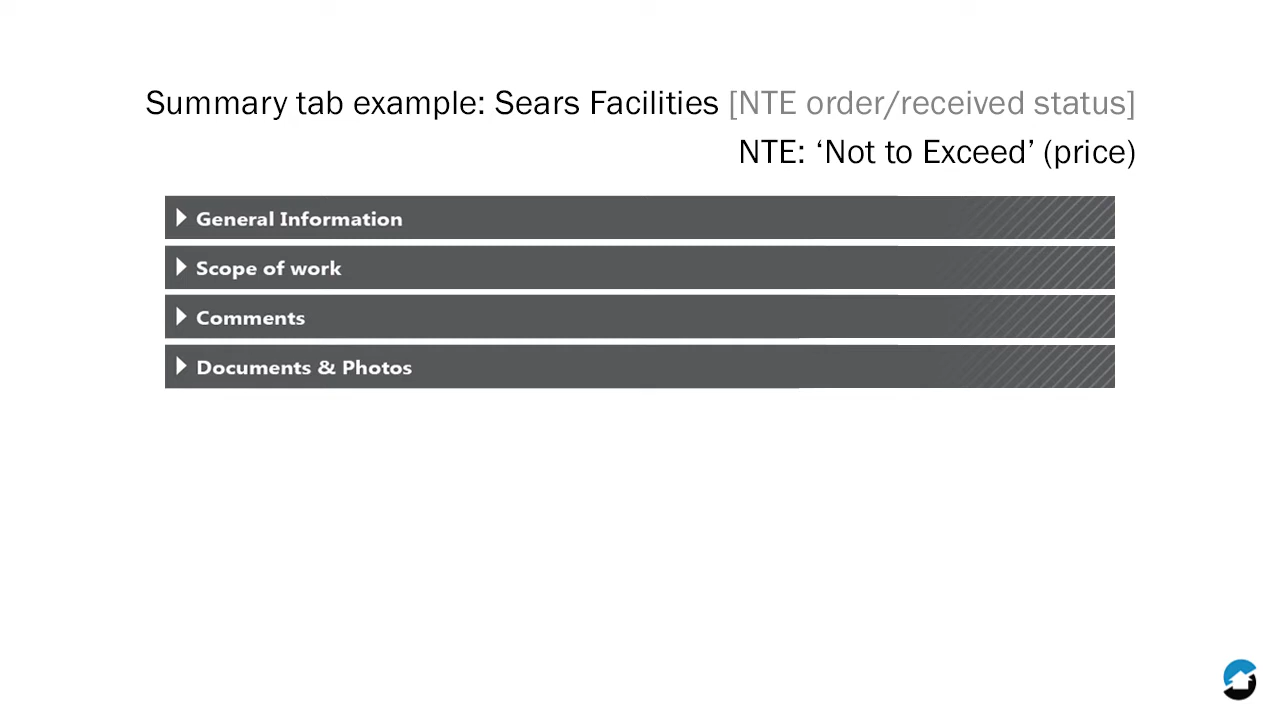 Summary tab example: Sears Facilities [NTE order/received status]
NTE: ‘Not to Exceed’ (price)
General Information
Scope of work
Comments
Documents & Photos